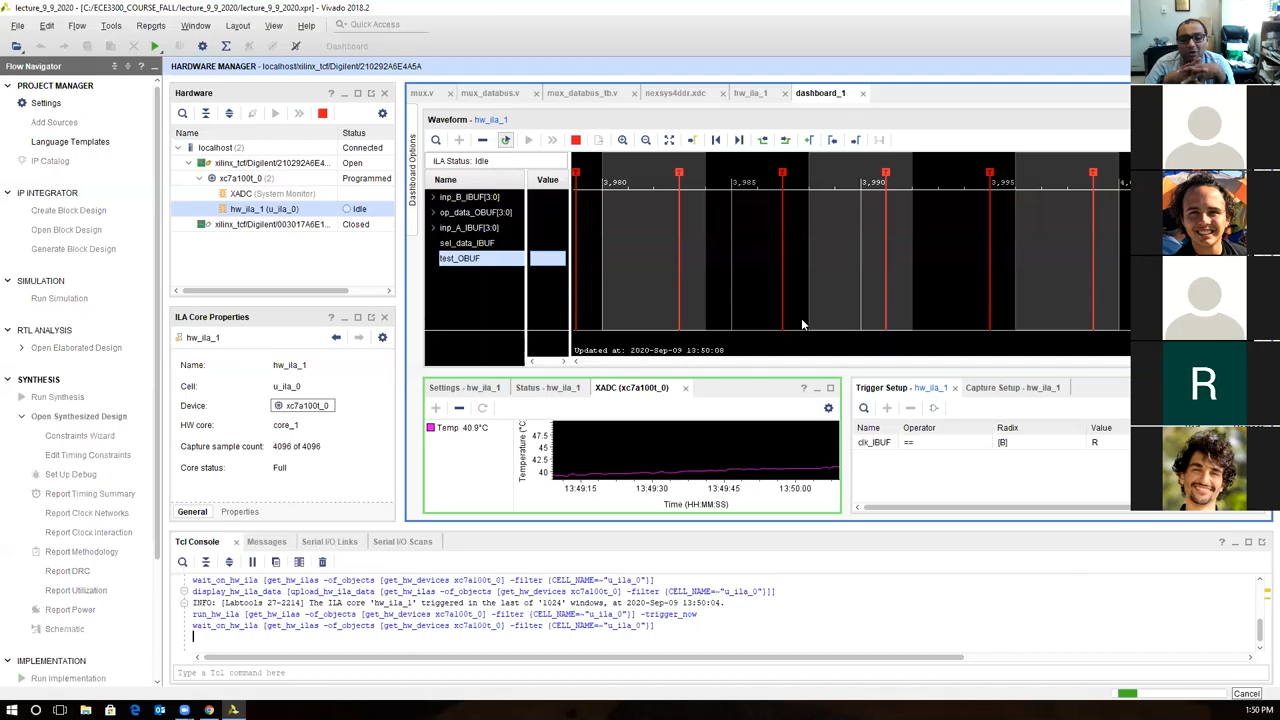 lecture_9_9_2020 - [C:/ECE3300_COURSE_FALL/lecture_9_9_2020/lecture_9_9_2020.xpr] - Vivado 2018.2
File Edit Flow Tools Reports Window Layout View Help Quick Access
Dashboard
Flow Navigator
PROJECT MANAGER
Settings
Add Sources
Language Templates
IP Catalog
IP INTEGRATOR
Create Block Design
Open Block Design
Generate Block Design
SIMULATION
Run Simulation
RTL ANALYSIS
Open Elaborated Design
SYNTHESIS
Run Synthesis
Open Synthesized Design
Constraints Wizard
Edit Timing Constraints
Set Up Debug
Report Timing Summary
Report Clock Networks
Report Clock Interaction
Report Methodology
Report DRC
Report Utilization
Report Power
Schematic
IMPLEMENTATION
Run Implementation
HARDWARE MANAGER - localhost/xilinx_tcf/Digilent/210292A6E4A5A
Hardware
Name Status
localhost (2) Connected
xilinx_tcf/Digilent/210292A6E4... Open
xc7a100t_0 (2) Programmed
XADC (System Monitor)
hw_ila_1 (u_ila_0) Idle
xilinx_tcf/Digilent/003017A6E1... Closed
ILA Core Properties
hw_ila_1
Name: hw_ila_1
Cell: u_ila_0
Device: xc7a100t_0
HW core: core_1
Capture sample count: 4096 of 4096
Core status: Full
General Properties
mux.v mux_databus.v mux_databus_tb.v nexsys4ddr.xdc hw_ila_1 dashboard_1
Dashboard Options
Waveform - hw_ila_1
ILA Status: Idle
Name Value
inp_B_IBUF[3:0]
op_data_OBUF[3:0]
inp_A_IBUF[3:0]
sel_data_IBUF
test_OBUF
3,980 3,985 3,990 3,995
Updated at: 2020-Sep-09 13:50:08
Settings - hw_ila_1 Status - hw_ila_1 XADC (xc7a100t_0)
Temp 40.9°C
Temperature (°C
47.5
45
42.5
40
13:49:15 13:49:30 13:49:45 13:50:00
Time (HH:MM:SS)
Trigger Setup - hw_ila_1 Capture Setup - hw_ila_1
Name Operator Radix Value
clk_IBUF == [B] R
R
Tcl Console Messages Serial I/O Links Serial I/O Scans
wait_on_hw_ila [get_hw_ilas -of_objects [get_hw_devices xc7a100t_0] -filter {CELL_NAME=~"u_ila_0"}]
display_hw_ila_data [upload_hw_ila_data [get_hw_ilas -of_objects [get_hw_devices xc7a100t_0] -filter {CELL_NAME=~"u_ila_0"}]]
INFO: [Labtools 27-2214] The ILA core 'hw_ila_1' triggered in the last of '1024' windows, at 2020-Sep-09 13:50:04.
run_hw_ila [get_hw_ilas -of_objects [get_hw_devices xc7a100t_0] -filter {CELL_NAME=~"u_ila_0"}] -trigger_now
wait_on_hw_ila [get_hw_ilas -of_objects [get_hw_devices xc7a100t_0] -filter {CELL_NAME=~"u_ila_0"}]
Type a Tcl command here
Cancel
1:50 PM